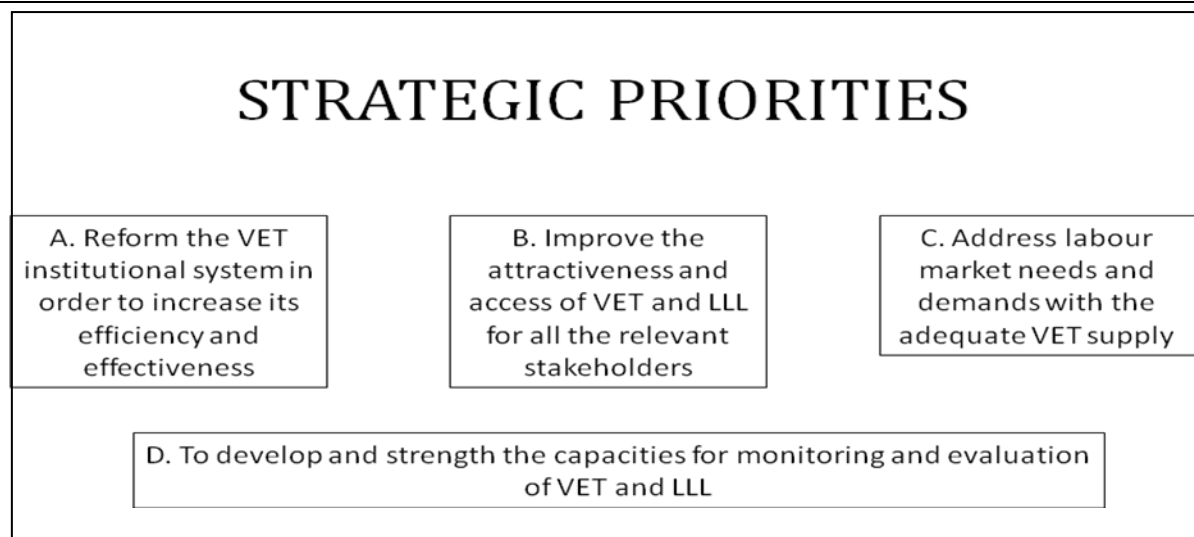 STRATEGIC PRIORITIES
A. Reform the VET
institutional system in
order to increase its
efficiency and
effectiveness
B. Improve the
attractiveness and
access of VET and LLL
for all the relevant
stakeholders
C. Address labour
market needs and
demands with the
adequate VET supply
D. To develop and strength the capacities for monitoring and evaluation
of VET and LLL